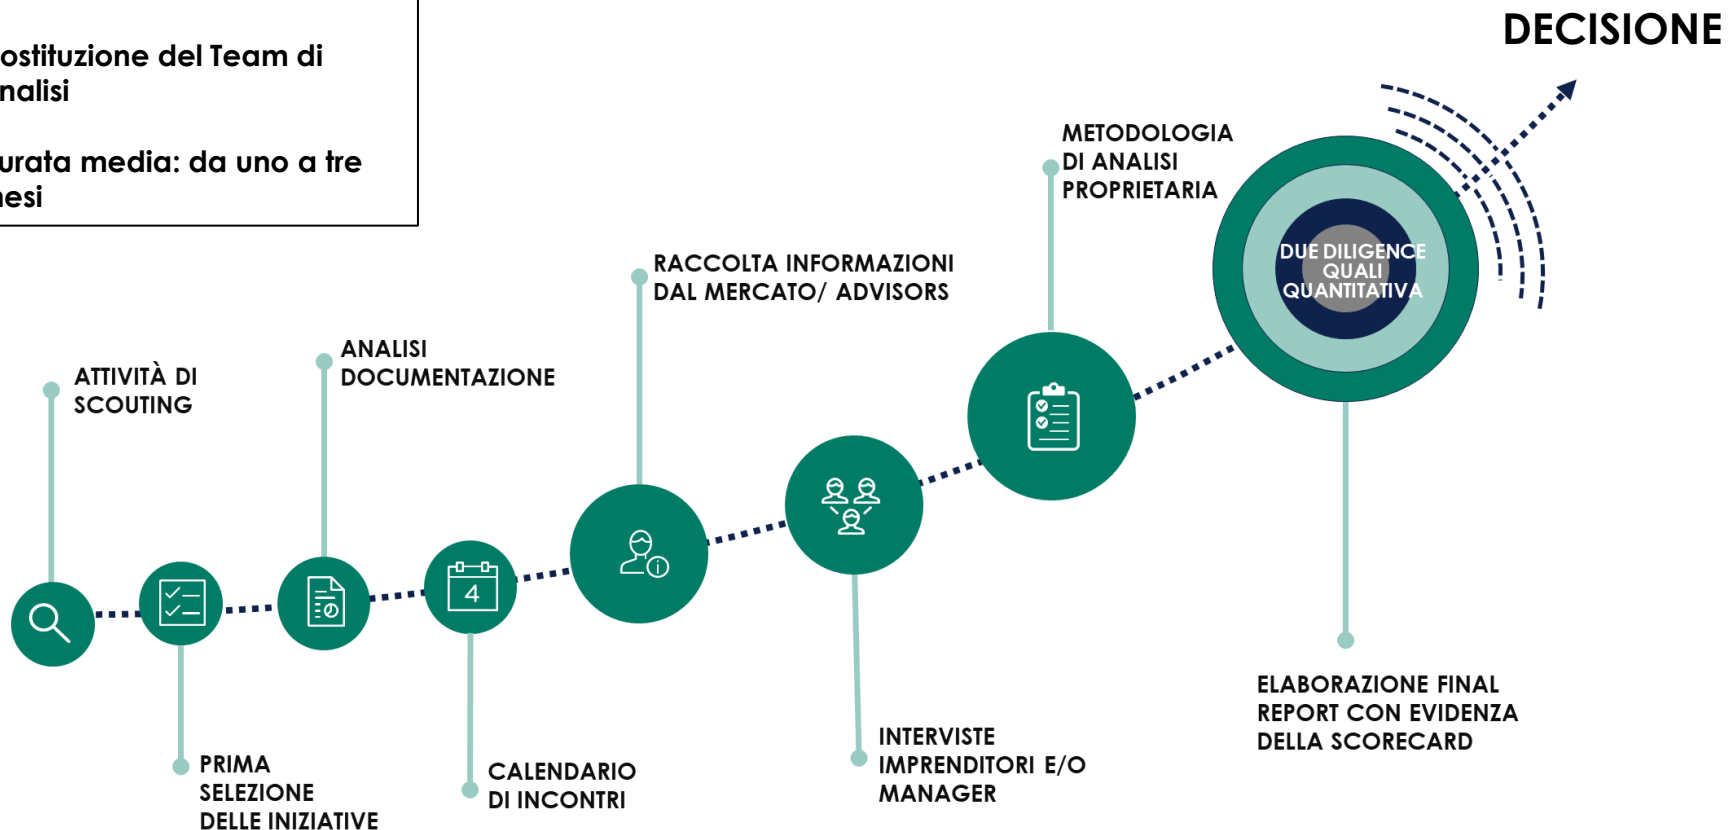 ostituzione del Team di
nalisi
urata media: da uno a tre
nesi
DECISIONE
METODOLOGIA
DI ANALISI
PROPRIETARIA
DUE DILIGENCE
QUALI
QUANTITATIVA
RACCOLTA INFORMAZIONI
DAL MERCATO/ ADVISORS
ANALISI
DOCUMENTAZIONE
ATTIVITÀ DI
SCOUTING
4
PRIMA
SELEZIONE
DELLE INIZIATIVE
CALENDARIO
DI INCONTRI
INTERVISTE
IMPRENDITORI E/O
MANAGER
ELABORAZIONE FINAL
REPORT CON EVIDENZA
DELLA SCORECARD